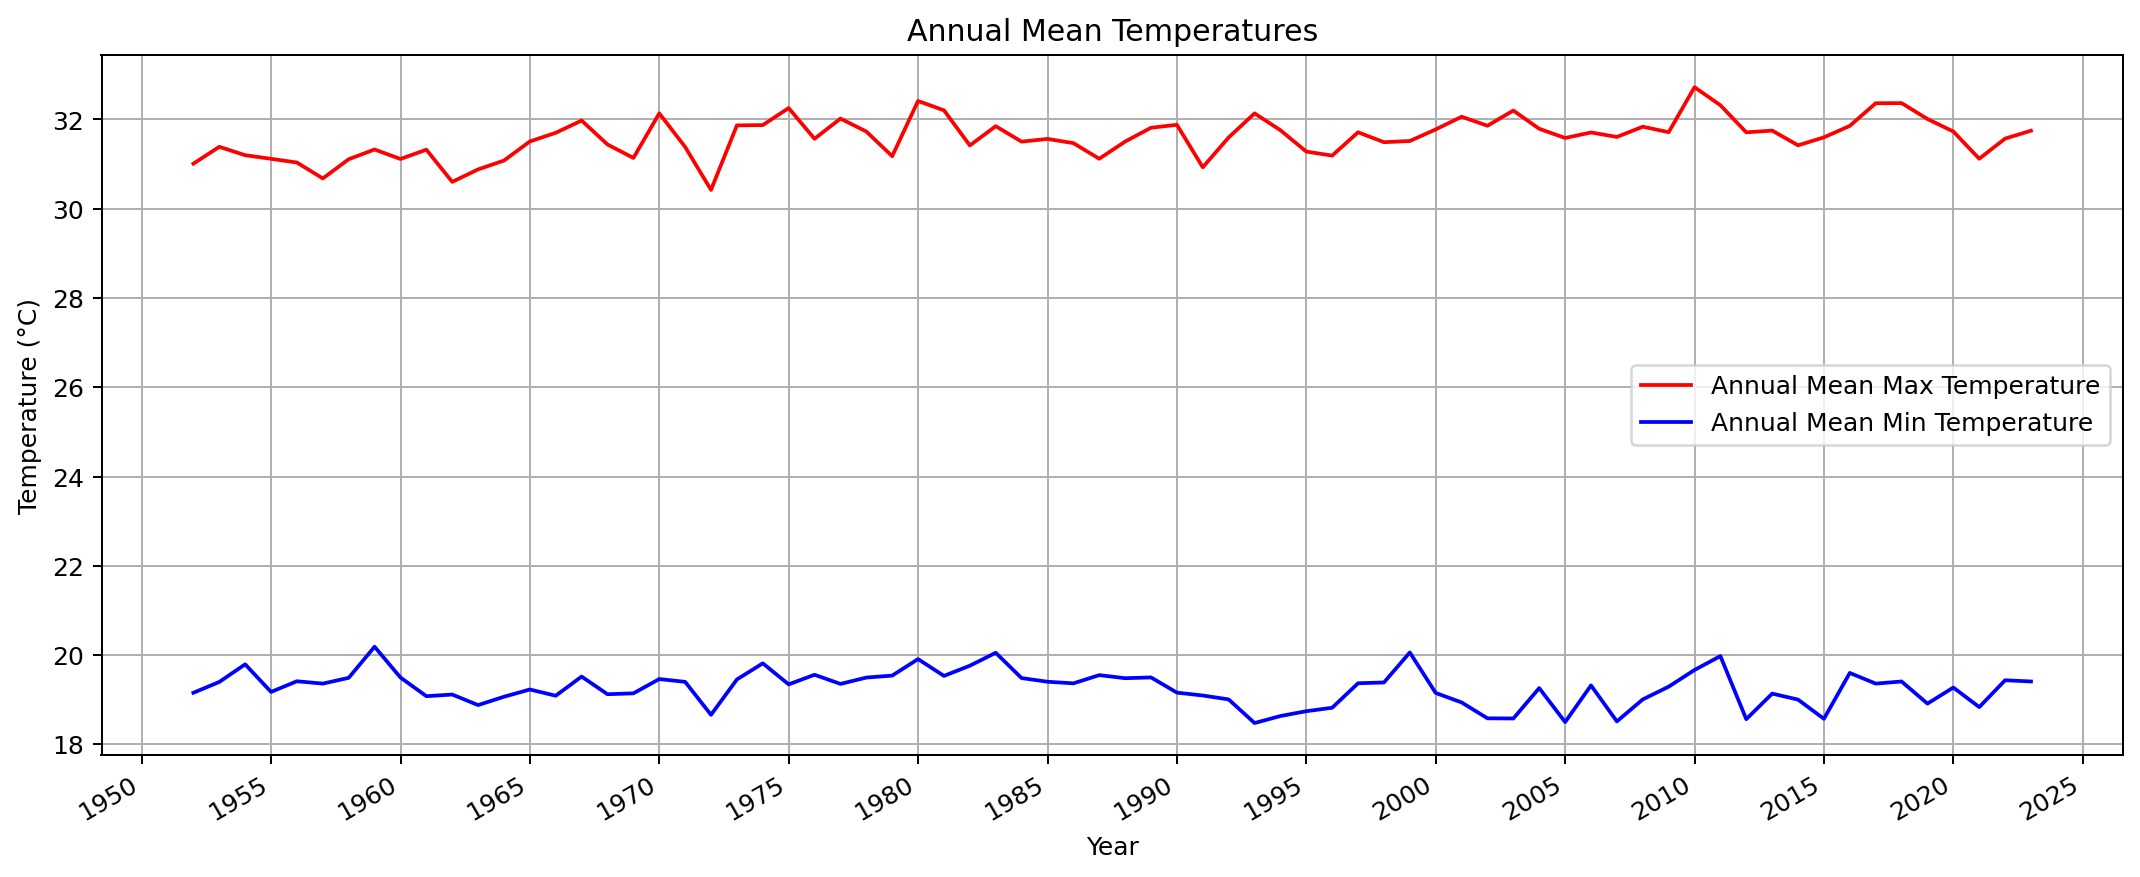 Annual Mean Temperatures
Temperature (°C)
32
30
28
26
24
22
20
18
Annual Mean Max Temperature
Annual Mean Min Temperature
1950 1955 1960 1965 1970 1975 1980 1985 1990 1995 2000 2005 2010 2015 2020 2025
Year